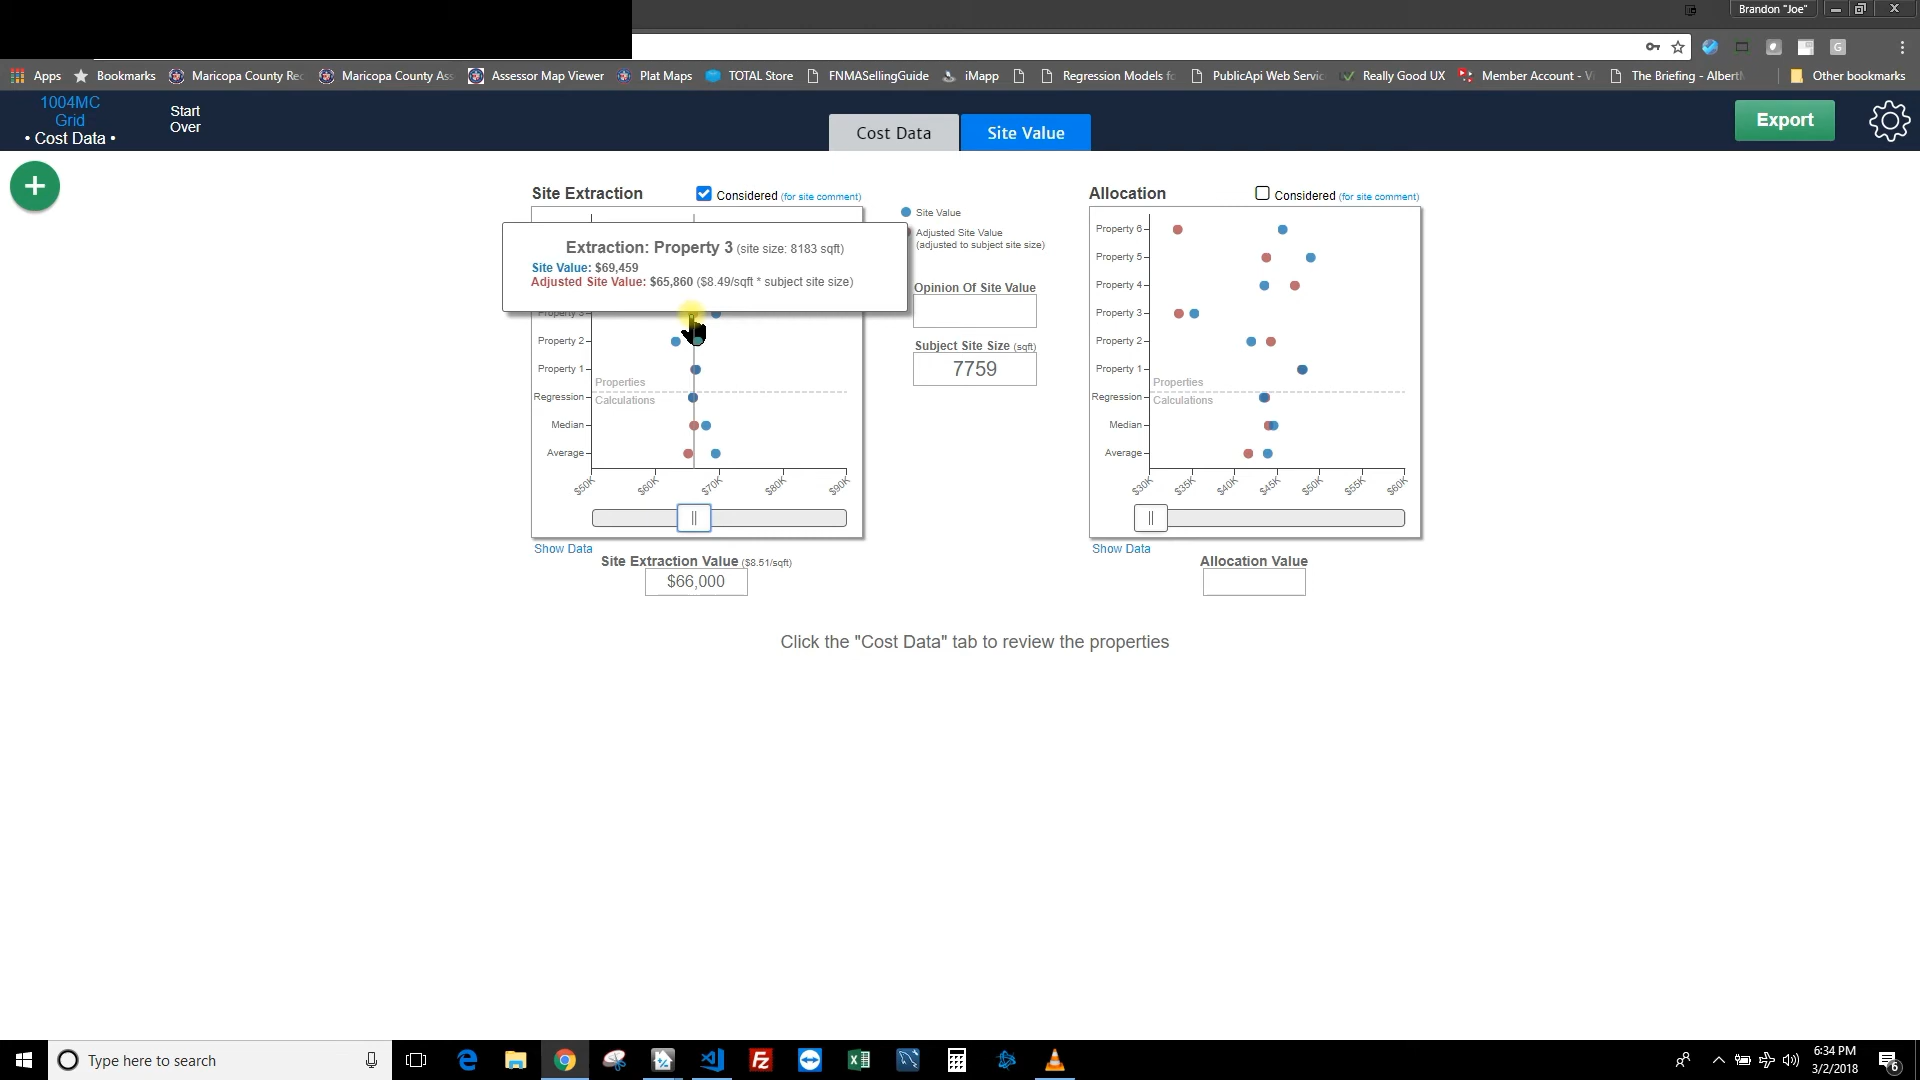 Brandon "Joe"
Apps Bookmarks Maricopa County Rec Maricopa County Ass Assessor Map Viewer Plat Maps TOTAL Store FNMASellingGuide iMapp Regression Models fo PublicApi Web Servic Really Good UX Member Account - Vi The Briefing - Albert Other bookmarks
1004MC
Grid
• Cost Data •
Start
Over
Cost Data
Site Value
Export
+
Site Extraction
Considered (for site comment)
Extraction: Property 3 (site size: 8183 sqft)
Site Value: $69,459
Adjusted Site Value: $65,860 ($8.49/sqft * subject site size)
Property 3
Property 2
Property 1
Properties
Regression
Calculations
Median
Average
$50K $60K $70K $80K $90K
Show Data
Site Extraction Value ($8.51/sqft)
$66,000
Site Value
Adjusted Site Value
(adjusted to subject site size)
Opinion Of Site Value
Subject Site Size (sqft)
7759
Allocation
Considered (for site comment)
Property 6
Property 5
Property 4
Property 3
Property 2
Property 1
Properties
Regression
Calculations
Median
Average
$30K $35K $40K $45K $50K $55K $60K
Show Data
Allocation Value
Click the "Cost Data" tab to review the properties
Type here to search
6:34 PM
3/2/2018
6